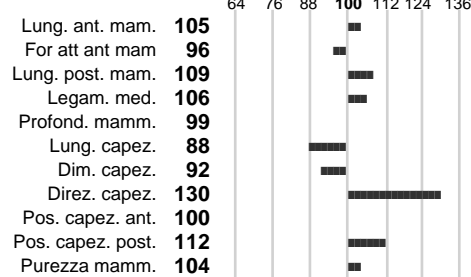 64 76 88 100 112 124 136
Lung. ant. mam. 105
For att ant mam 96
Lung. post. mam. 109
Legam. med. 106
Profond. mamm. 99
Lung. capez. 88
Dim. capez. 92
Direz. capez. 130
Pos. capez. ant. 100
Pos. capez. post. 112
Purezza mamm. 104